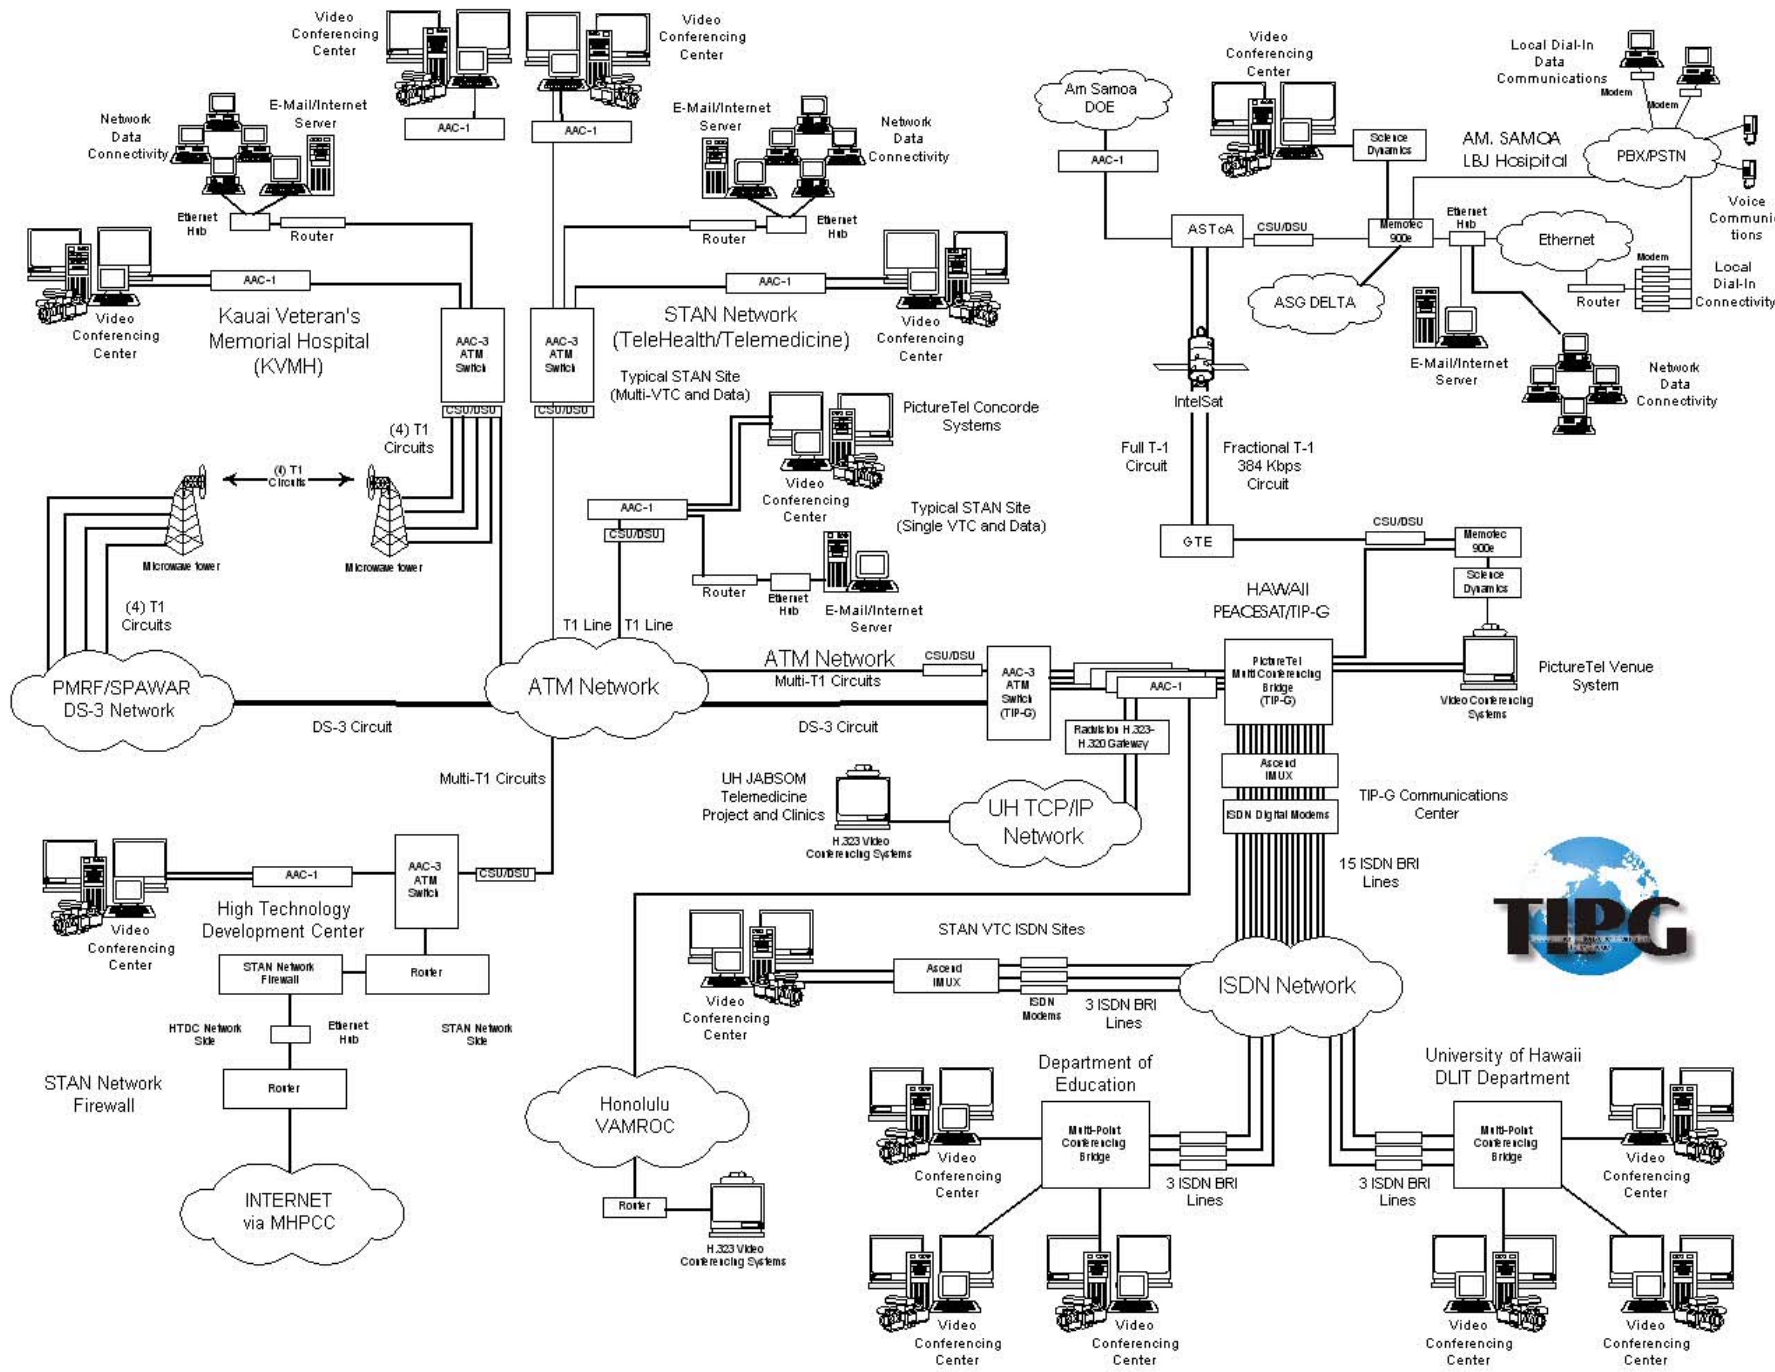 Video
Conferencing
Center
Video
Conferencing
Center
AAC-1
AAC-1
Network
Data
Connectivity
E-Mail/Internet
Server
Ethernet
Hub
Router
E-Mail/Internet
Server
Network
Data
Connectivity
Router
Ethernet
Hub
AAC-1
Video
Conferencing
Center
Kauai Veteran's
Memorial Hospital
(KVMH)
AAC-3
ATM
Switch
CSU/DSU
AAC-3
ATM
Switch
CSU/DSU
AAC-1
STAN Network
(TeleHealth/Telemedicine)
Video
Conferencing
Center
Typical STAN Site
(Multi-VTC and Data)
PictureTel Concorde
Systems
Video
Conferencing
Center
AAC-1
CSU/DSU
Typical STAN Site
(Single VTC and Data)
Router
Ethernet
Hub
E-Mail/Internet
Server
T1 Line
T1 Line
(4) T1
Circuits
(4) T1
Circuits
Microwave tower
Microwave tower
(4) T1
Circuits
PMRF/SPAWAR
DS-3 Network
DS-3 Circuit
ATM Network
ATM Network
Multi-T1 Circuits
CSU/DSU
DS-3 Circuit
AAC-3
ATM
Switch
(TIP-G)
AAC-1
Radvision H.323-
H.320 Gateway
Am Samoa
DOE
AAC-1
Video
Conferencing
Center
Science
Dynamics
Local Dial-In
Data
Communications
Modem
Modem
AM. SAMOA
LBJ Hosipital
PBX/PSTN
Voice
Communic
tions
ASTcA
CSU/DSU
Memotec
900e
Ethernet
Hub
Ethernet
Modem
Router
Local
Dial-In
Connectivity
ASG DELTA
E-Mail/Internet
Server
Network
Data
Connectivity
IntelSat
Full T-1
Circuit
Fractional T-1
384 Kbps
Circuit
GTE
CSU/DSU
Memotec
900e
Science
Dynamics
HAWAII
PEACESAT/TIP-G
PictureTel
Multi Conferencing
Bridge
(TIP-G)
Video Conferencing
Systems
PictureTel Venue
System
Ascend
IMUX
ISDN Digital Modems
TIP-G Communications
Center
15 ISDN BRI
Lines
TIPG
Multi-T1 Circuits
UH JABSOM
Telemedicine
Project and Clinics
H.323 Video
Conferencing Systems
UH TCP/IP
Network
Video
Conferencing
Center
AAC-1
AAC-3
ATM
Switch
CSU/DSU
High Technology
Development Center
STAN Network
Firewall
Router
HTDC Network
Side
Ethernet
Hub
STAN Network
Side
STAN Network
Firewall
Router
INTERNET
via MHPCC
STAN VTC ISDN Sites
Video
Conferencing
Center
Ascend
IMUX
ISDN
Modems
3 ISDN BRI
Lines
ISDN Network
Honolulu
VAMROC
Router
H.323 Video
Conferencing Systems
Department of
Education
Multi-Point
Conferencing
Bridge
3 ISDN BRI
Lines
Video
Conferencing
Center
Video
Conferencing
Center
Video
Conferencing
Center
University of Hawaii
DLIT Department
Multi-Point
Conferencing
Bridge
3 ISDN BRI
Lines
Video
Conferencing
Center
Video
Conferencing
Center
Video
Conferencing
Center